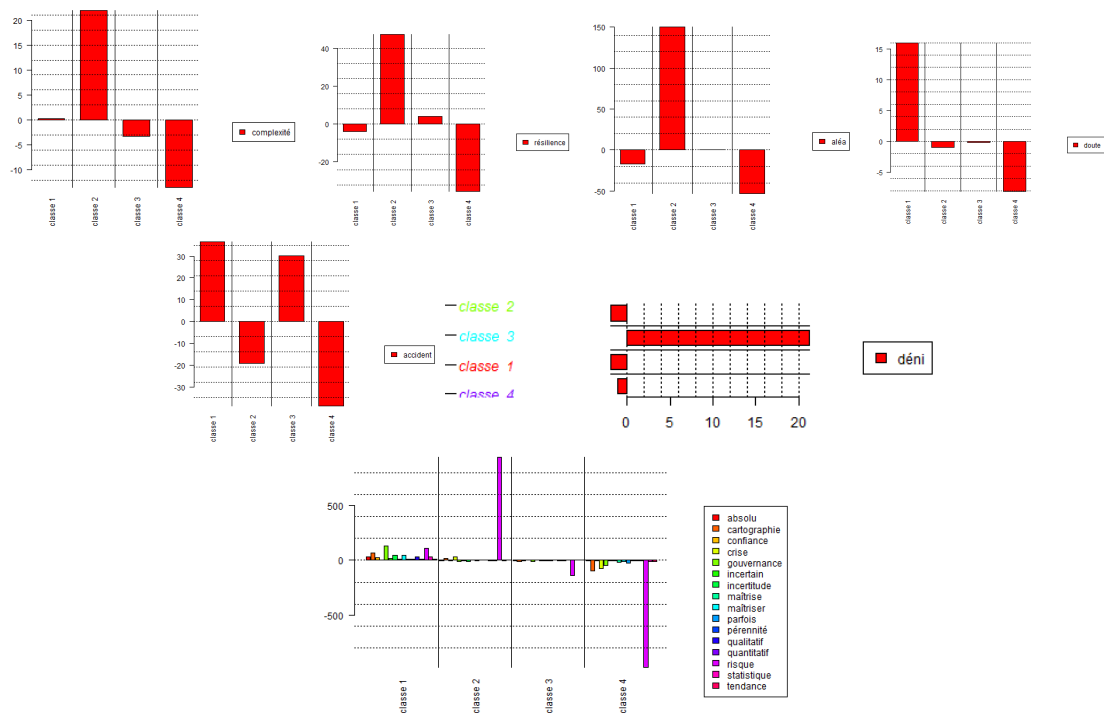 20
15
10
5
0
-5
-10
classe 1
classe 2
classe 3
classe 4
complexité
40
20
0
-20
classe 1
classe 2
classe 3
classe 4
résilience
150
100
50
0
-50
classe 1
classe 2
classe 3
classe 4
aléa
15
10
5
0
-5
classe 1
classe 2
classe 3
classe 4
doute
30
20
10
0
-10
-20
-30
classe 1
classe 2
classe 3
classe 4
accident
classe 2
classe 3
classe 1
classe 4
0 5 10 15 20
déni
500
0
-500
classe 1
classe 2
classe 3
classe 4
absolu
cartographie
confiance
crise
gouvernance
incertain
incertitude
maîtrise
maîtriser
parfois
pérennité
qualitatif
quantitatif
risque
statistique
tendance